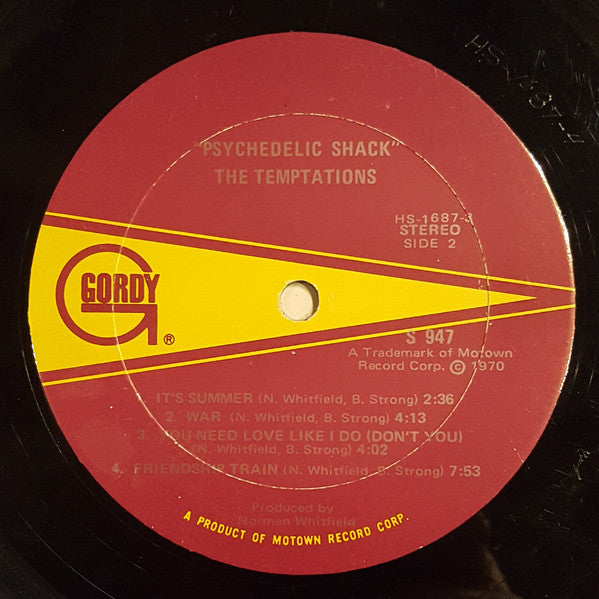 "PSYCHEDELIC SHACK"
THE TEMPTATIONS
HS-1687-3
STEREO
SIDE 2
GORDY
®
S 947
A Trademark of Motown
Record Corp. © 1970
IT'S SUMMER (N. Whitfield, B. Strong) 2:36
2. WAR (N. Whitfield, B. Strong) 4:13
3. YOU NEED LOVE LIKE I DO (DON'T YOU)
(N. Whitfield, B. Strong) 4:02
4. FRIENDSHIP TRAIN (N. Whitfield, B. Strong) 7:53
Produced by
Norman Whitfield
A PRODUCT OF MOTOWN RECORD CORP.